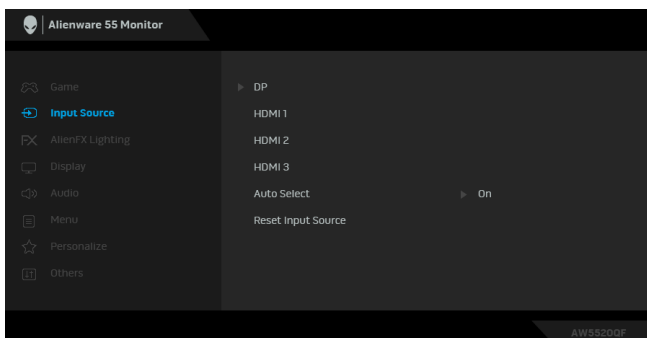 Alienware 55 Monitor
Game
DP
Input Source
HDMI 1
FX AlienFX Lighting
HDMI 2
Display
HDMI 3
Audio
Auto Select On
Menu
Reset Input Source
Personalize
Others
AW5520QF